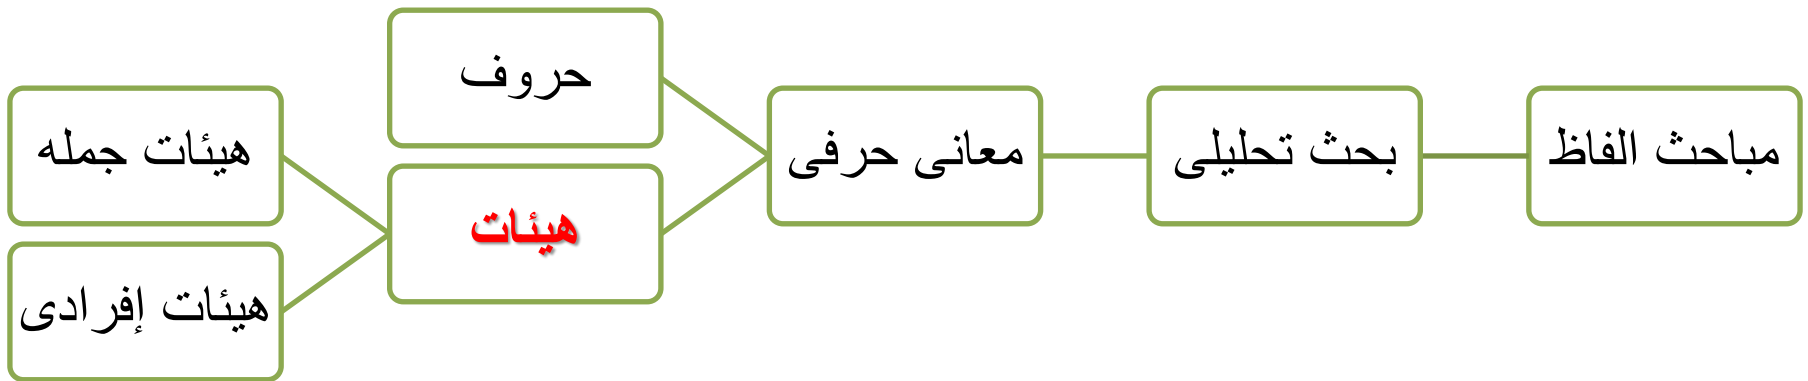 مباحث الفاظ
بحث تحلیلی
معانی حرفی
حروف
هیئات
هیئات جمله
هیئات إفرادی